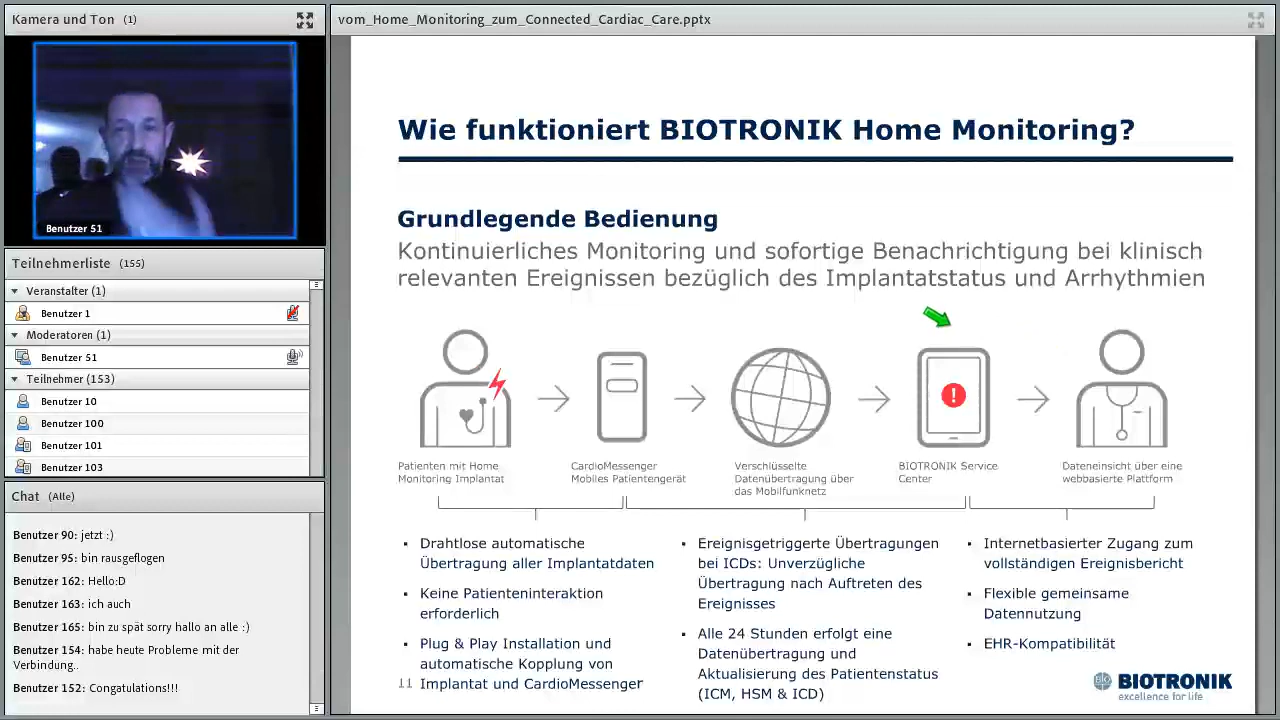 Kamera und Ton (1)
Benutzer 51
Teilnehmerliste (155)
Veranstalter (1)
Benutzer 1
Moderatoren (1)
Benutzer 51
Teilnehmer (153)
Benutzer 10
Benutzer 100
Benutzer 101
Benutzer 103
Chat (Alle)
Benutzer 90: jetzt :)
Benutzer 95: bin rausgeflogen
Benutzer 162: Hello:D
Benutzer 163: ich auch
Benutzer 165: bin zu spät sorry hallo an alle :)
Benutzer 154: habe heute Probleme mit der
Verbindung..
Benutzer 152: Congatulations!!!
vom_Home_Monitoring_zum_Connected_Cardiac_Care.pptx
Wie funktioniert BIOTRONIK Home Monitoring?
Grundlegende Bedienung
Kontinuierliches Monitoring und sofortige Benachrichtigung bei klinisch
relevanten Ereignissen bezüglich des Implantatstatus und Arrhythmien
!
Patienten mit Home
Monitoring Implantat
CardioMessenger
Mobiles Patientengerät
Verschlüsselte
Datenübertragung über
das Mobilfunknetz
BIOTRONIK Service
Center
Dateneinsicht über eine
webbasierte Plattform
▪ Drahtlose automatische
Übertragung aller Implantatdaten
▪ Keine Patienteninteraktion
erforderlich
▪ Plug & Play Installation und
automatische Kopplung von
Implantat und CardioMessenger
▪ Ereignisgetriggerte Übertragungen
bei ICDs: Unverzügliche
Übertragung nach Auftreten des
Ereignisses
▪ Alle 24 Stunden erfolgt eine
Datenübertragung und
Aktualisierung des Patientenstatus
(ICM, HSM & ICD)
▪ Internetbasierter Zugang zum
vollständigen Ereignisbericht
▪ Flexible gemeinsame
Datennutzung
▪ EHR-Kompatibilität
11
BIOTRONIK
excellence for life